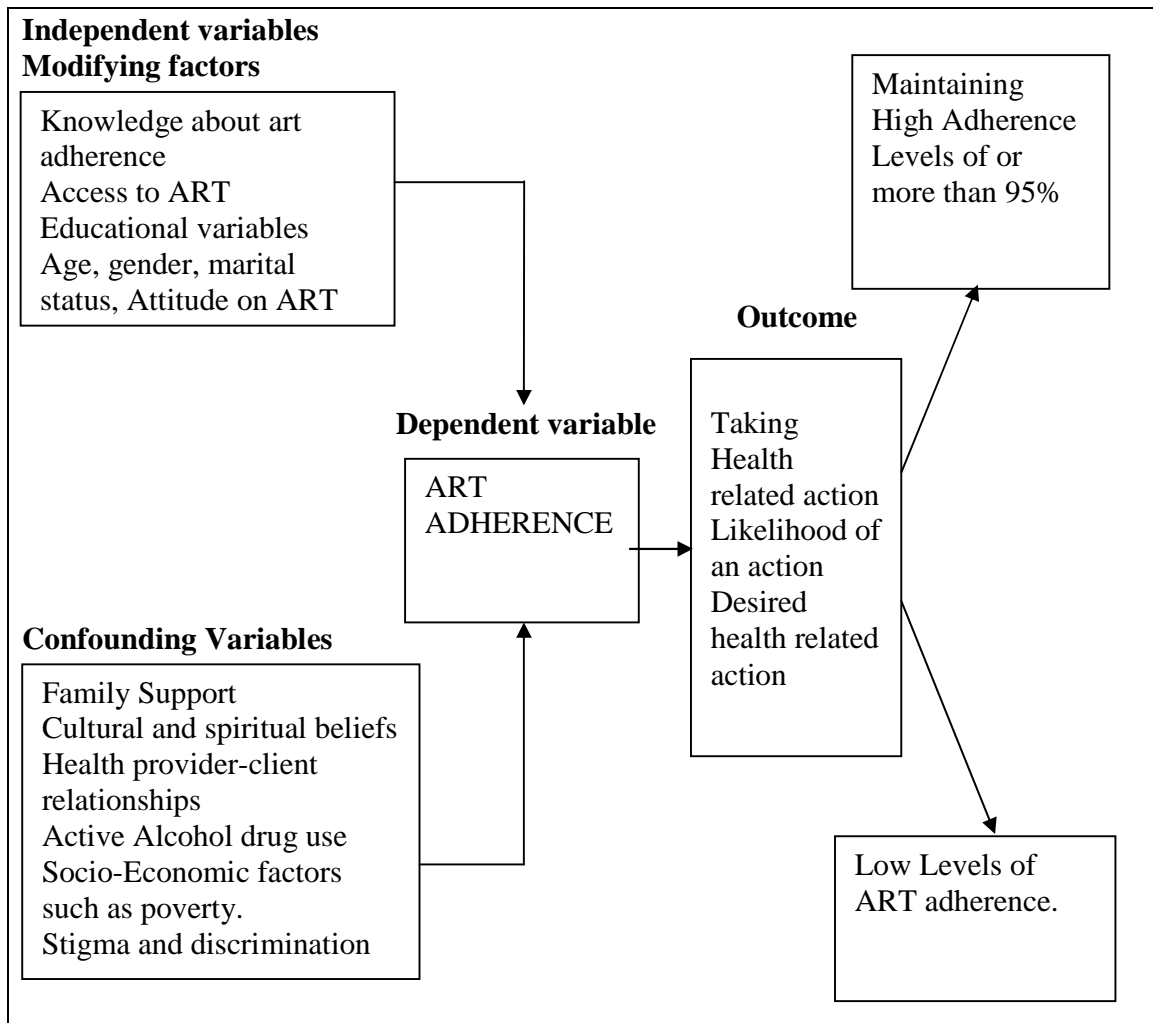 Independent variables
Modifying factors
Knowledge about art
adherence
Access to ART
Educational variables
Age, gender, marital
status, Attitude on ART
Maintaining
High Adherence
Levels of or
more than 95%
Outcome
Dependent variable
ART
ADHERENCE
Taking
Health
related action
Likelihood of
an action
Desired
health related
action
Confounding Variables
Family Support
Cultural and spiritual beliefs
Health provider-client
relationships
Active Alcohol drug use
Socio-Economic factors
such as poverty.
Stigma and discrimination
Low Levels of
ART adherence.